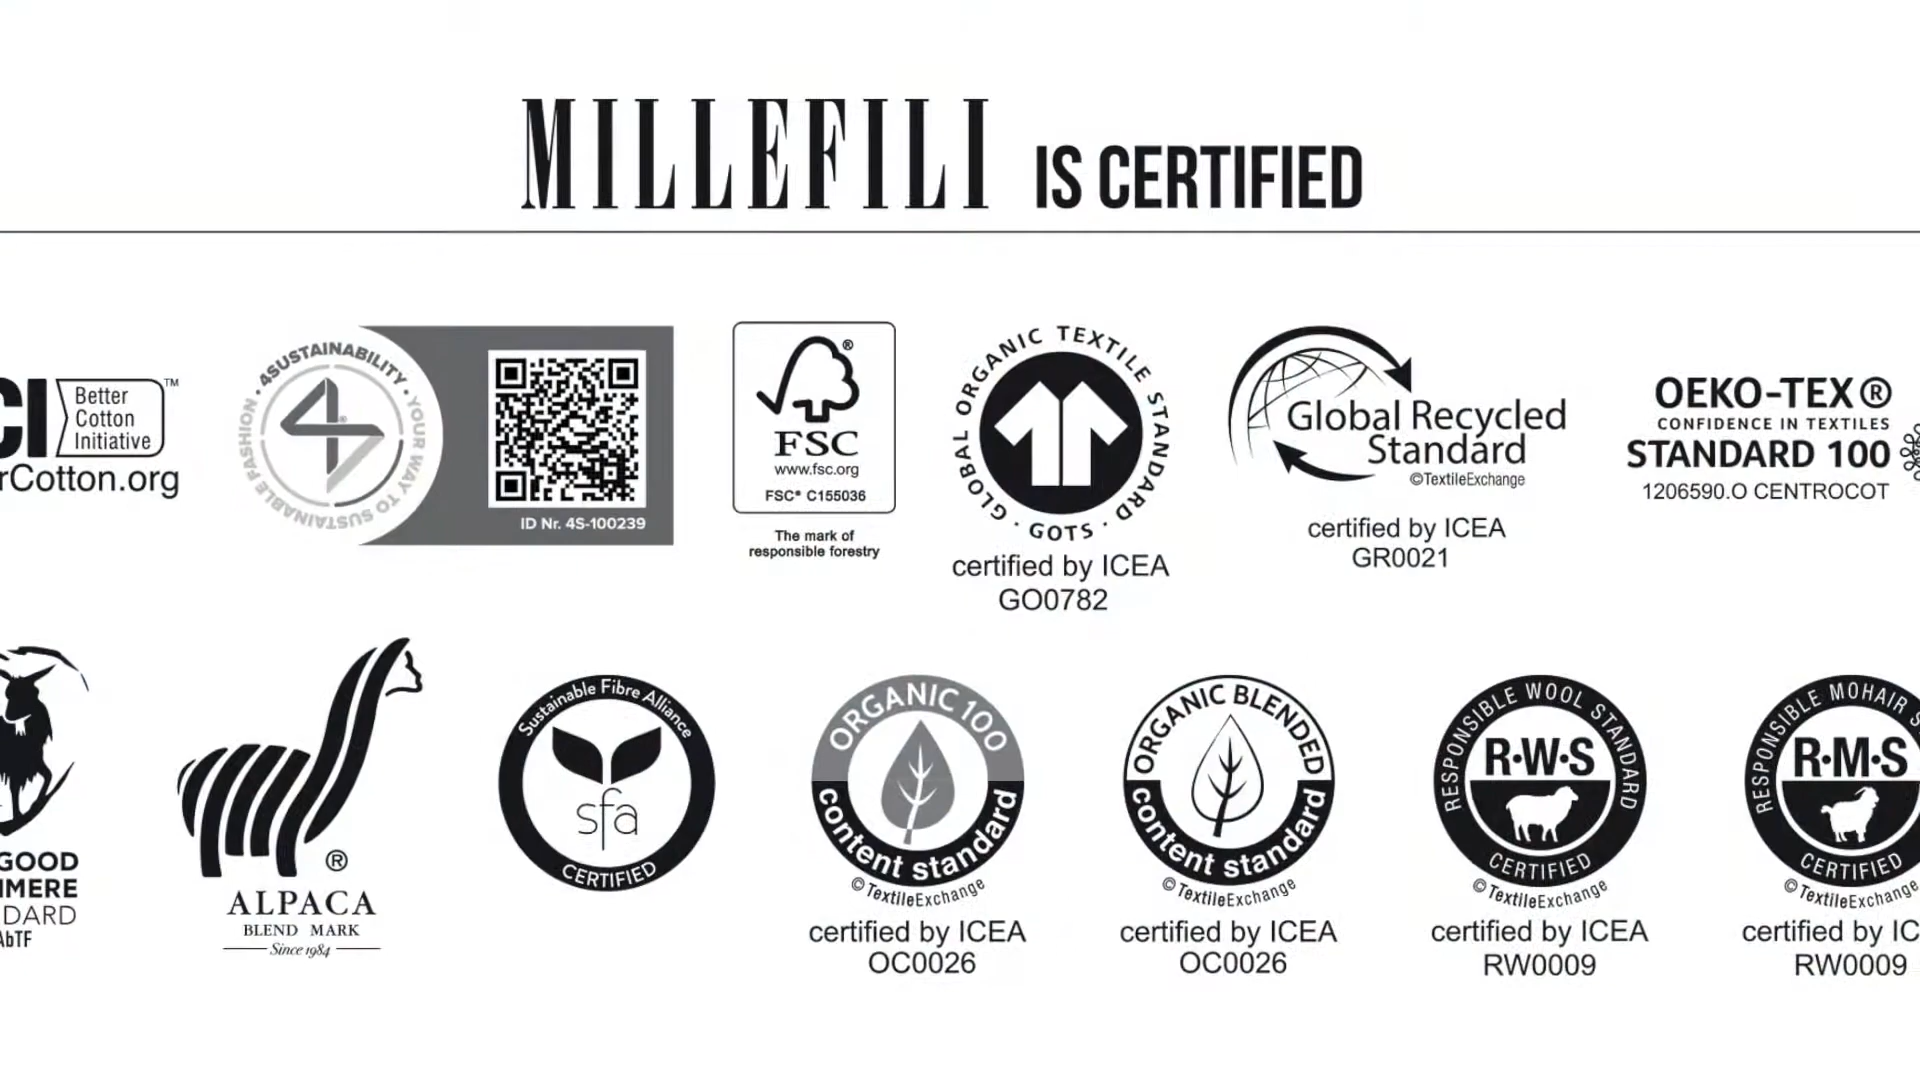 MILLEFILI IS CERTIFIED
CI
Better
Cotton
Initiative
TM
rCotton.org
4SUSTAINABILITY · YOUR WAY TO SUSTAINABLE FASHION ·
4S®
ID Nr. 4S-100239
®
FSC
www.fsc.org
FSC® C155036
The mark of
responsible forestry
GLOBAL ORGANIC TEXTILE STANDARD · GOTS ·
certified by ICEA
GO0782
Global Recycled
Standard
©TextileExchange
certified by ICEA
GR0021
OEKO-TEX®
CONFIDENCE IN TEXTILES
STANDARD 100
1206590.O CENTROCOT
GOOD
MERE
DARD
AbTF
®
ALPACA
BLEND MARK
Since 1984
Sustainable Fibre Alliance
sfa
CERTIFIED
ORGANIC 100
content standard
©TextileExchange
certified by ICEA
OC0026
ORGANIC BLENDED
content standard
©TextileExchange
certified by ICEA
OC0026
RESPONSIBLE WOOL STANDARD
R·W·S
CERTIFIED
©TextileExchange
certified by ICEA
RW0009
RESPONSIBLE MOHAIR S
R·M·S
CERTIFIED
©TextileExchange
certified by IC
RW0009